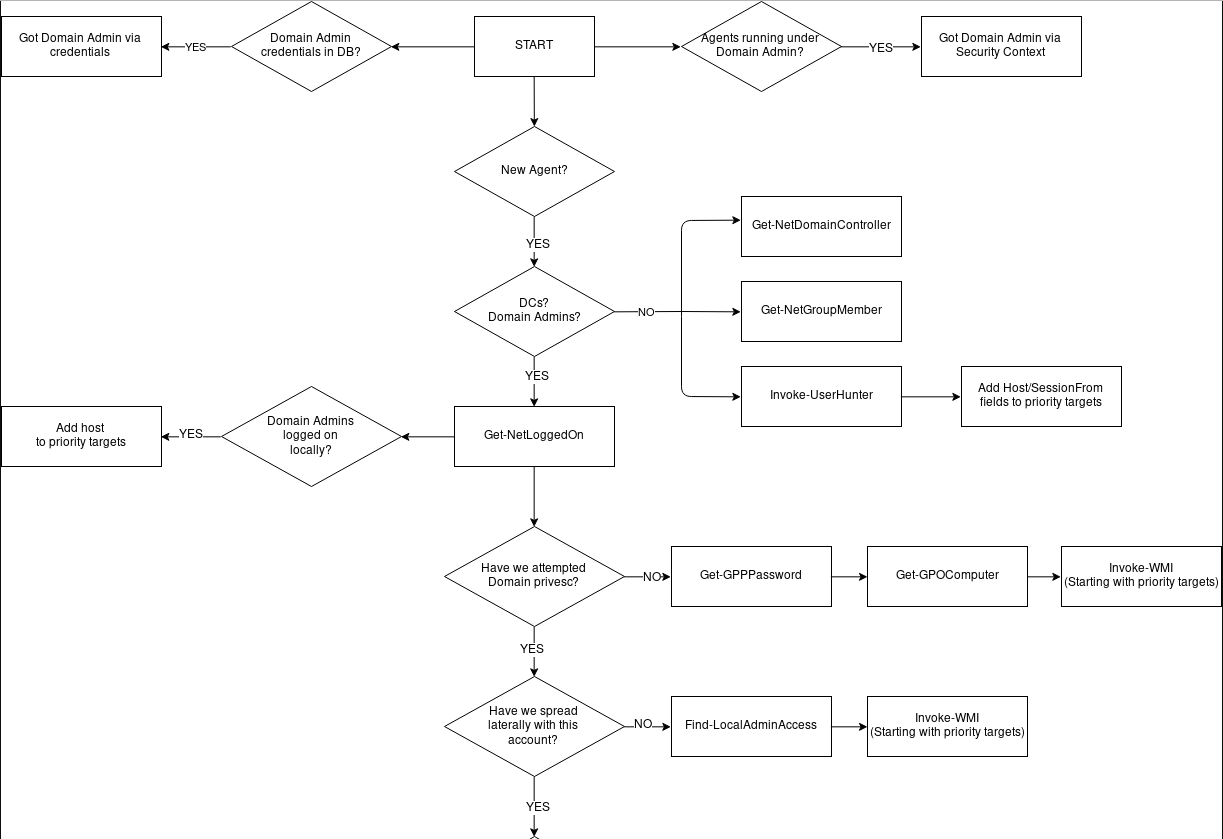 Got Domain Admin via
credentials
YES
Domain Admin
credentials in DB?
START
Agents running under
Domain Admin?
YES
Got Domain Admin via
Security Context
New Agent?
YES
Get-NetDomainController
DCs?
Domain Admins?
NO
Get-NetGroupMember
YES
Invoke-UserHunter
Add Host/SessionFrom
fields to priority targets
Add host
to priority targets
YES
Domain Admins
logged on
locally?
Get-NetLoggedOn
Have we attempted
Domain privesc?
NO
Get-GPPPassword
Get-GPOComputer
Invoke-WMI
(Starting with priority targets)
YES
Have we spread
laterally with this
account?
NO
Find-LocalAdminAccess
Invoke-WMI
(Starting with priority targets)
YES